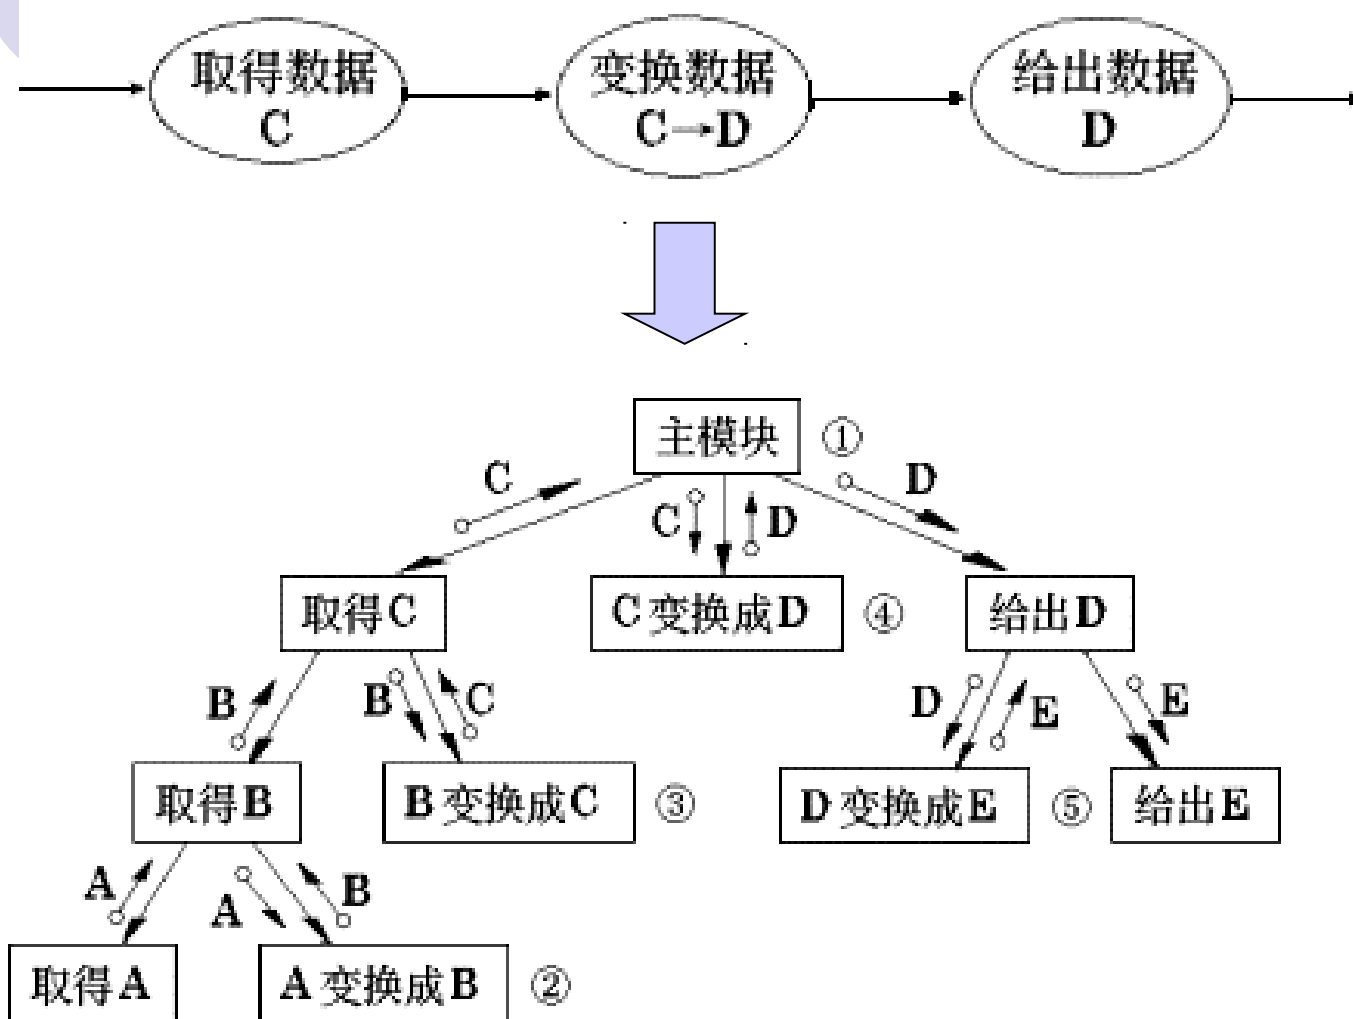 取得数据
C
变换数据
C→D
给出数据
D
主模块 ①
C
C
D
D
取得C
C变换成D ④
给出D
B
B
C
D
E
E
取得B
B变换成C ③
D变换成E ⑤
给出E
A
A
B
取得A
A变换成B ②